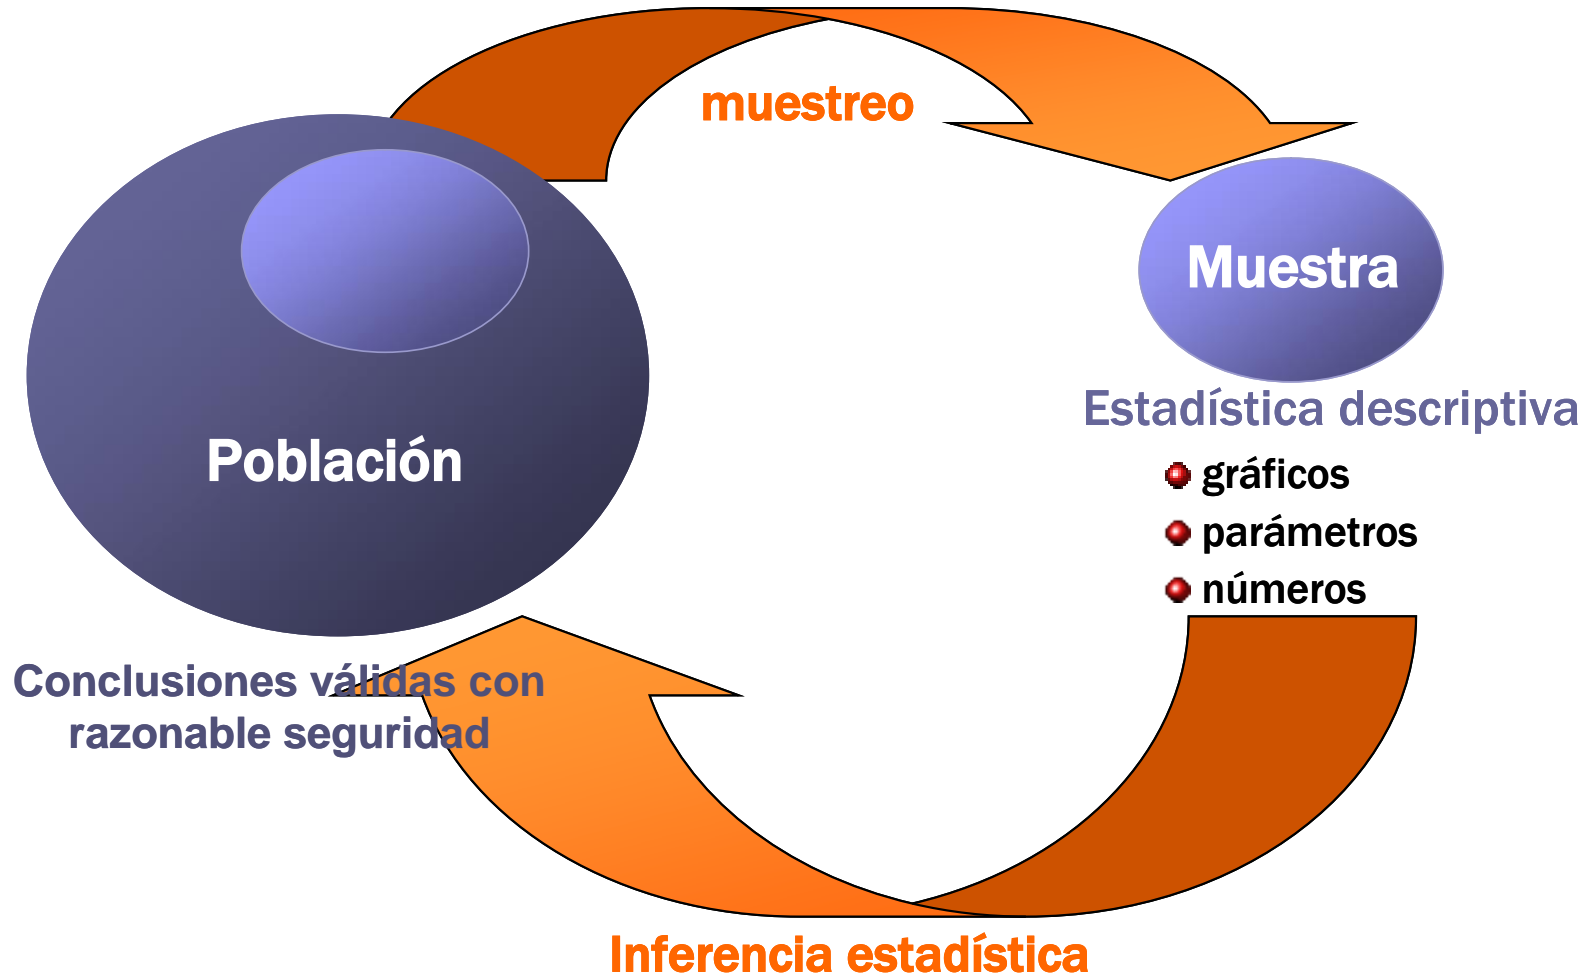 muestreo
Muestra
Población
Estadística descriptiva
gráficos
parámetros
números
Conclusiones válidas con
razonable seguridad
Inferencia estadística